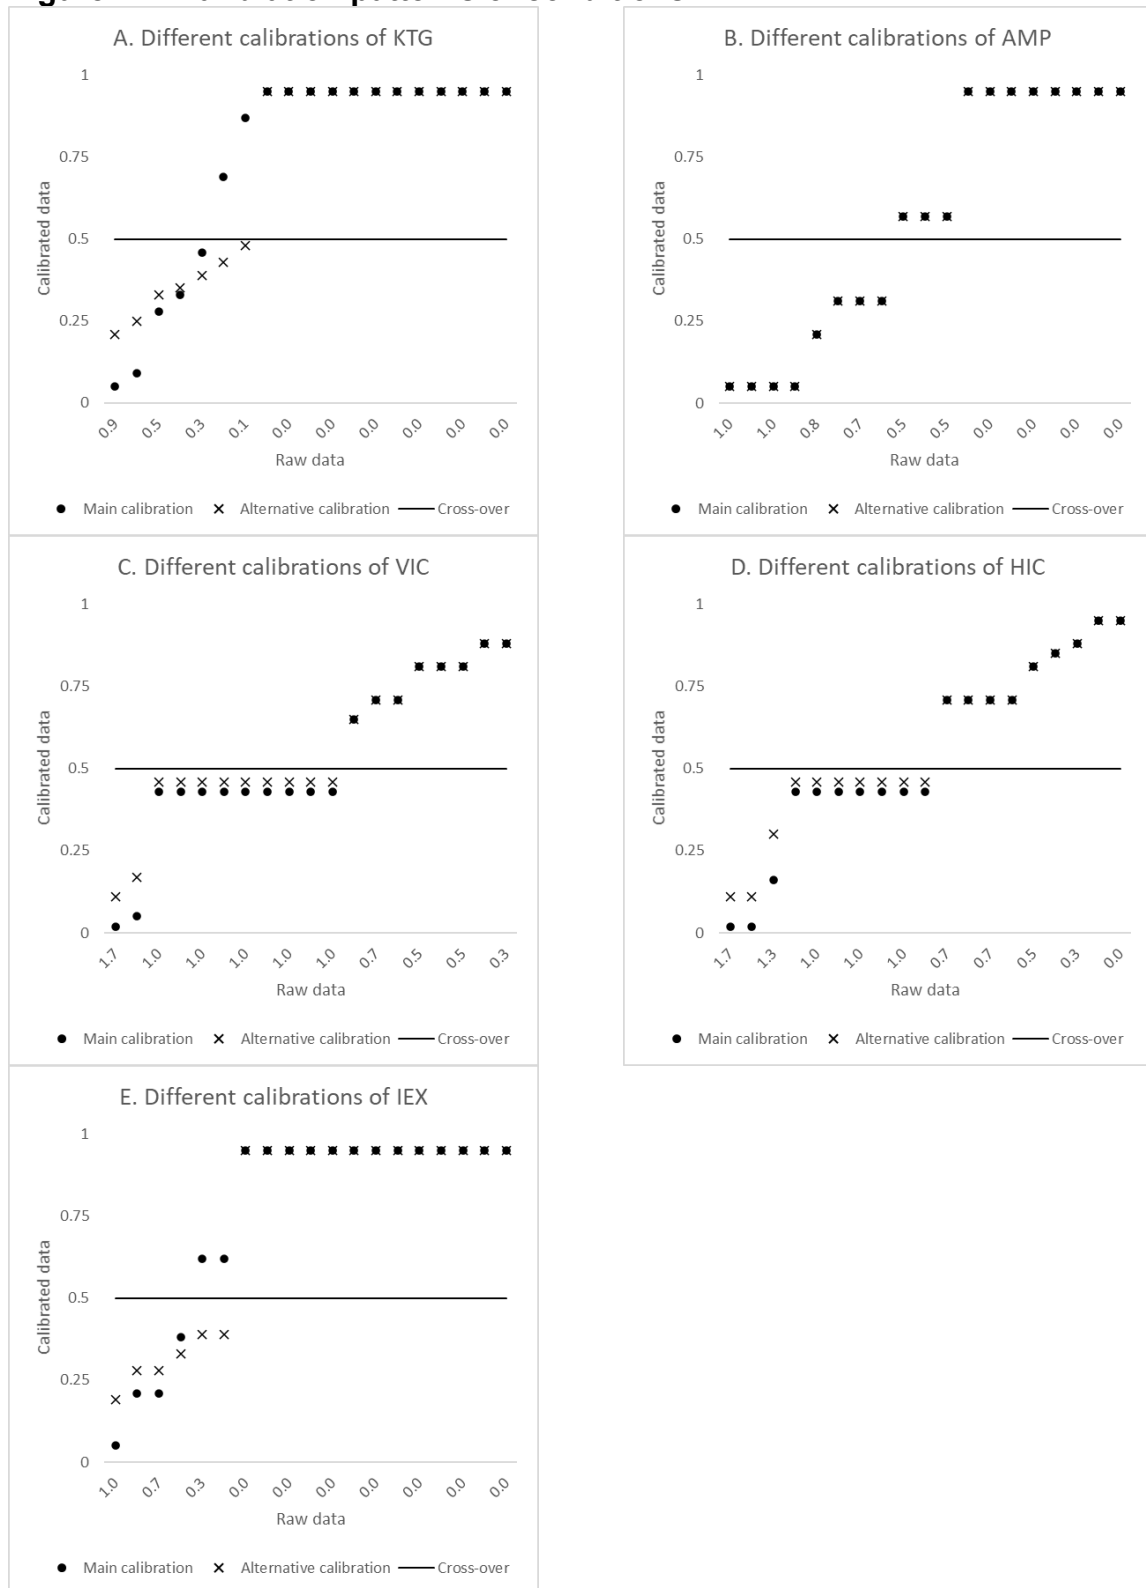 A. Different calibrations of KTG
1
0.75
0.5
0.25
0
Calibrated data
0.9 0.5 0.3 0.1 0.0 0.0 0.0 0.0 0.0 0.0
Raw data
Main calibration Alternative calibration Cross-over
B. Different calibrations of AMP
1
0.75
0.5
0.25
0
Calibrated data
1.0 1.0 0.8 0.7 0.5 0.5 0.0 0.0 0.0 0.0
Raw data
Main calibration Alternative calibration Cross-over
C. Different calibrations of VIC
1
0.75
0.5
0.25
0
Calibrated data
1.7 1.0 1.0 1.0 1.0 1.0 0.7 0.5 0.5 0.3
Raw data
Main calibration Alternative calibration Cross-over
D. Different calibrations of HIC
1
0.75
0.5
0.25
0
Calibrated data
1.7 1.3 1.0 1.0 1.0 0.7 0.7 0.5 0.3 0.0
Raw data
Main calibration Alternative calibration Cross-over
E. Different calibrations of IEX
1
0.75
0.5
0.25
0
Calibrated data
1.0 0.7 0.3 0.0 0.0 0.0 0.0 0.0 0.0 0.0
Raw data
Main calibration Alternative calibration Cross-over